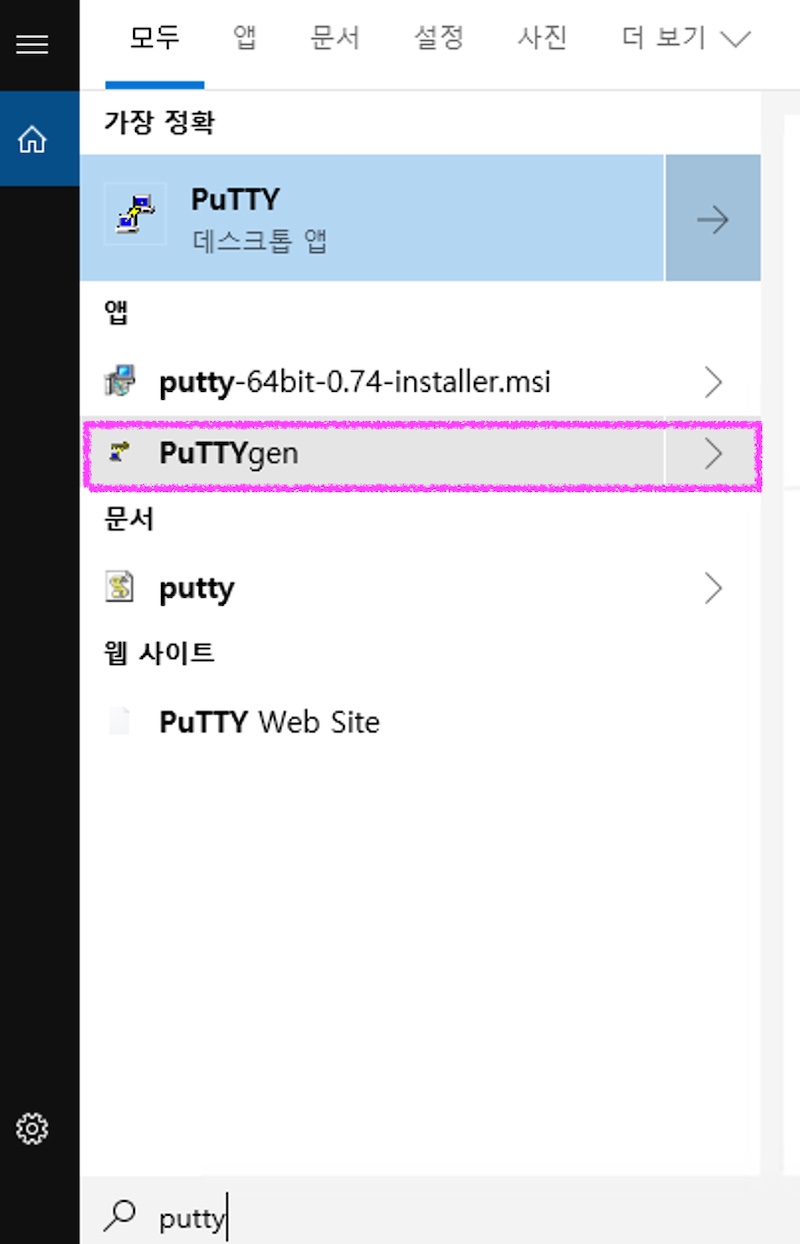 모두 앱 문서 설정 사진 더 보기
가장 정확
PuTTY
데스크톱 앱
앱
putty-64bit-0.74-installer.msi
PuTTYgen
문서
putty
웹 사이트
PuTTY Web Site
putty